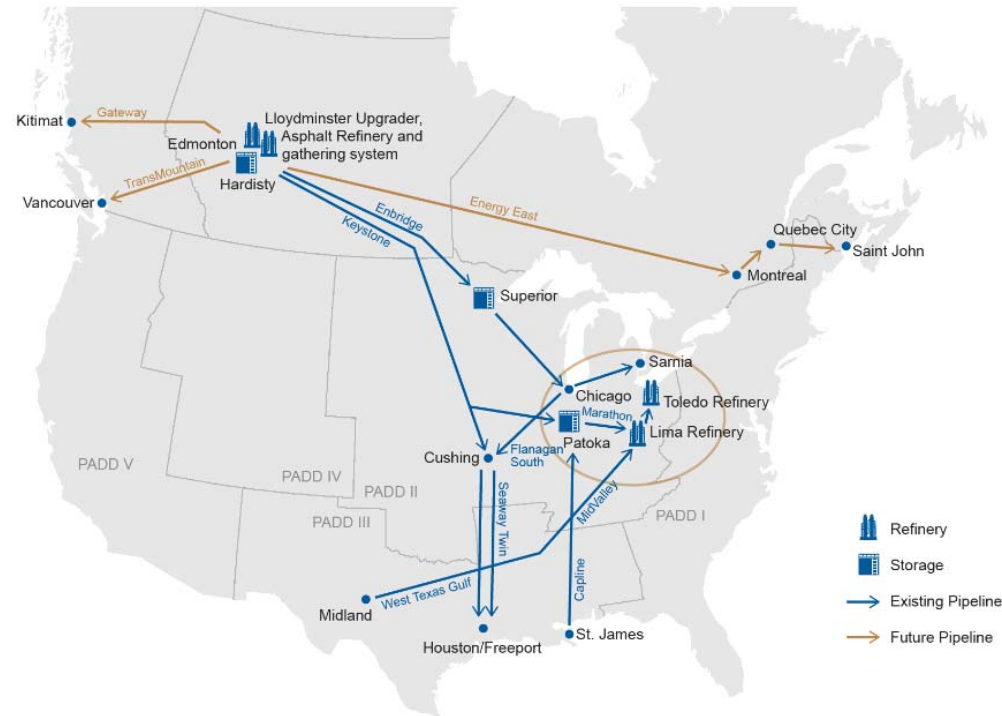 Gateway
Kitimat
Lloydminster Upgrader,
Asphalt Refinery and
gathering system
Edmonton
Hardisty
TransMountain
Vancouver
Keystone
Enbridge
Energy East
Quebec City
Saint John
Montreal
Superior
Sarnia
Chicago
Toledo Refinery
Marathon
Lima Refinery
Patoka
Flanagan
South
Cushing
PADD V
PADD IV
PADD II
PADD III
PADD I
Seaway Twin
MidValley
West Texas Gulf
Capline
Midland
Houston/Freeport
St. James
Refinery
Storage
Existing Pipeline
Future Pipeline